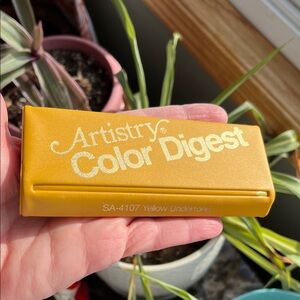 Artistry®
Color Digest
SA-4107 Yellow Undertone